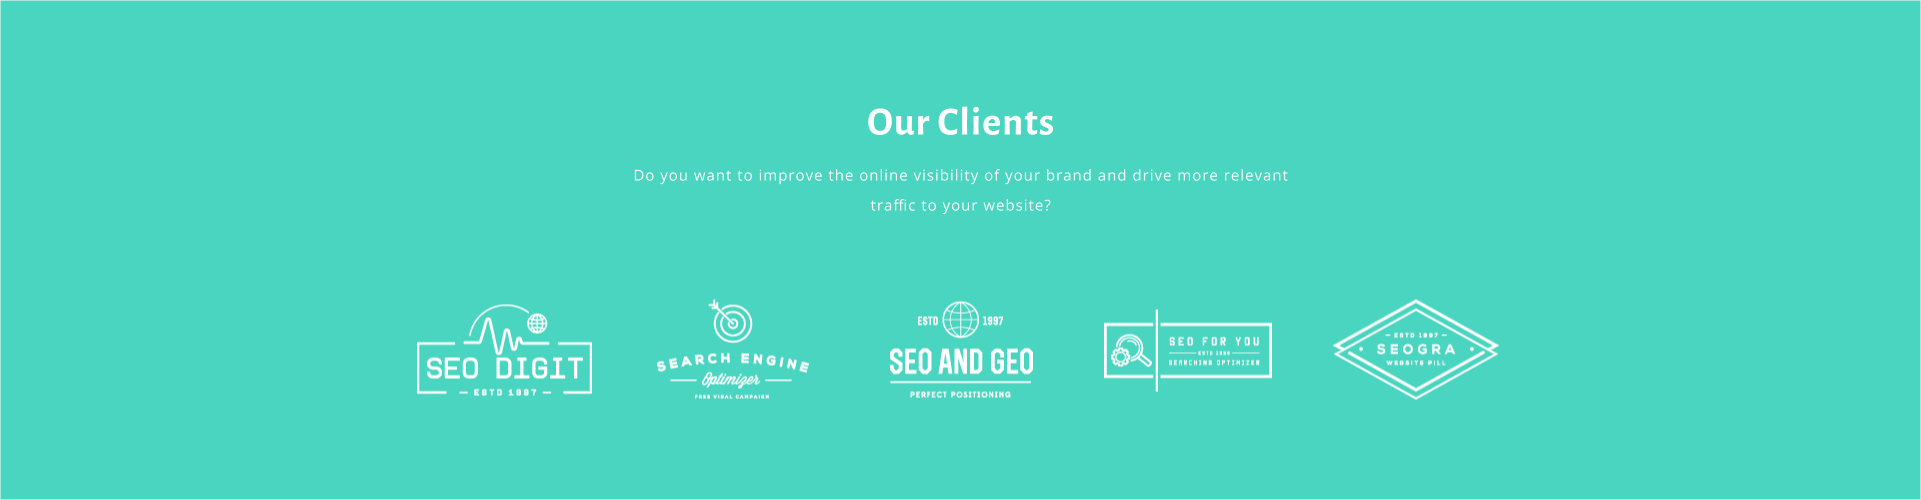 Our Clients
Do you want to improve the online visibility of your brand and drive more relevant
traffic to your website?
SEO DIGIT
ESTD 1997
SEARCH ENGINE
Optimizer
FREE VIRAL CAMPAIGN
ESTD 1997
SEO AND GEO
PERFECT POSITIONING
SEO FOR YOU
ESTD
SEARCHING OPTIMIZER
ESTD 1997
SEOGRA
WEBSITE PILL